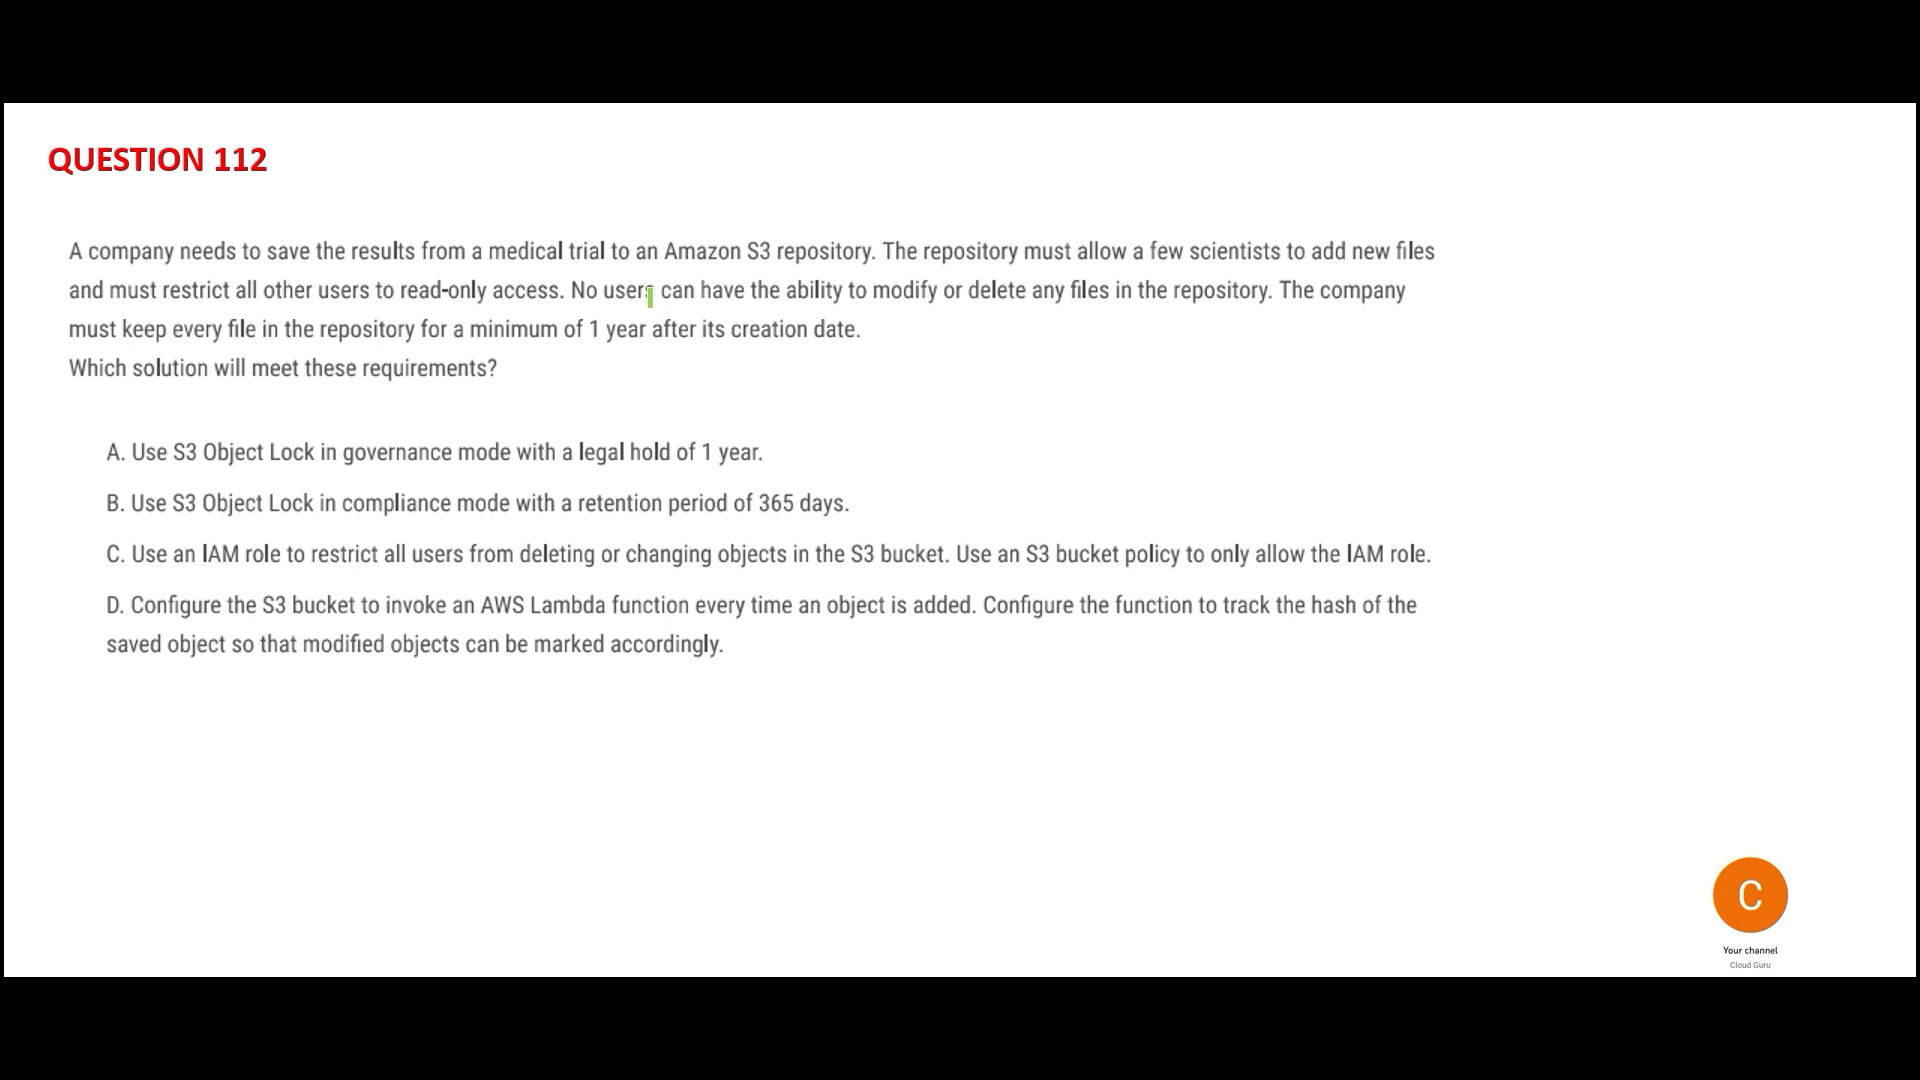 QUESTION 112
A company needs to save the results from a medical trial to an Amazon S3 repository. The repository must allow a few scientists to add new files
and must restrict all other users to read-only access. No users can have the ability to modify or delete any files in the repository. The company
must keep every file in the repository for a minimum of 1 year after its creation date.
Which solution will meet these requirements?
A. Use S3 Object Lock in governance mode with a legal hold of 1 year.
B. Use S3 Object Lock in compliance mode with a retention period of 365 days.
C. Use an IAM role to restrict all users from deleting or changing objects in the S3 bucket. Use an S3 bucket policy to only allow the IAM role.
D. Configure the S3 bucket to invoke an AWS Lambda function every time an object is added. Configure the function to track the hash of the
saved object so that modified objects can be marked accordingly.
C
Your channel
Cloud Guru